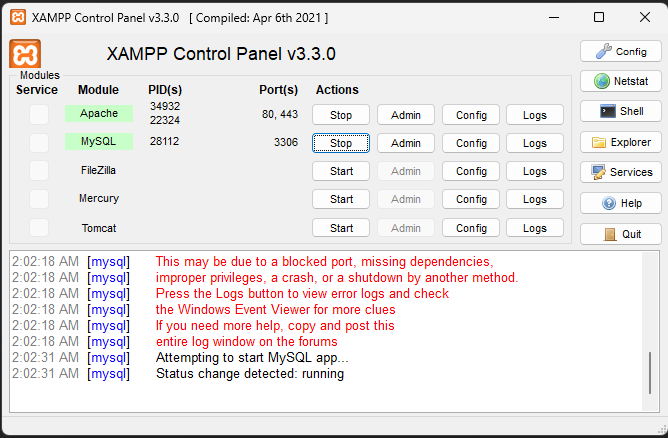 XAMPP Control Panel v3.3.0 [ Compiled: Apr 6th 2021 ]
XAMPP Control Panel v3.3.0
Config
Modules
Service Module PID(s) Port(s) Actions
Netstat
Apache 34932 22324 80, 443 Stop Admin Config Logs
Shell
MySQL 28112 3306 Stop Admin Config Logs
Explorer
FileZilla Start Admin Config Logs
Services
Mercury Start Admin Config Logs
Help
Tomcat Start Admin Config Logs
Quit
2:02:18 AM [mysql] This may be due to a blocked port, missing dependencies,
2:02:18 AM [mysql] improper privileges, a crash, or a shutdown by another method.
2:02:18 AM [mysql] Press the Logs button to view error logs and check
2:02:18 AM [mysql] the Windows Event Viewer for more clues
2:02:18 AM [mysql] If you need more help, copy and post this
2:02:18 AM [mysql] entire log window on the forums
2:02:31 AM [mysql] Attempting to start MySQL app...
2:02:31 AM [mysql] Status change detected: running